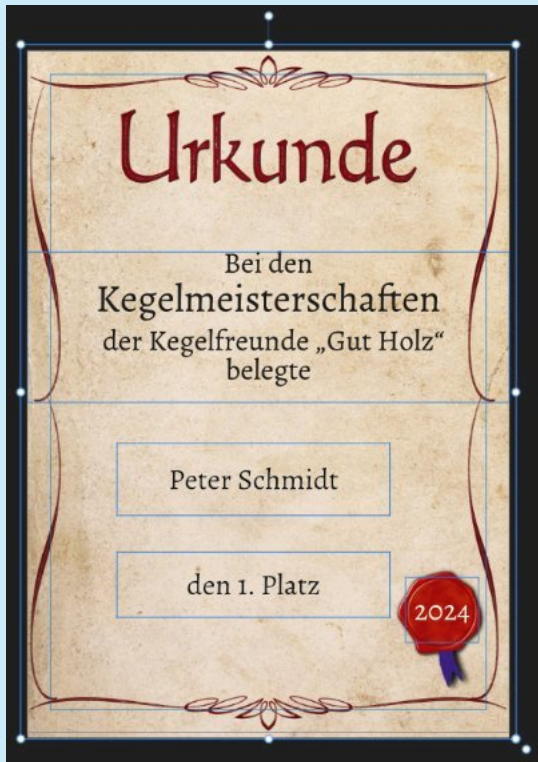 Urkunde
Bei den
Kegelmeisterschaften
der Kegelfreunde „Gut Holz“
belegte
Peter Schmidt
den 1. Platz
2024